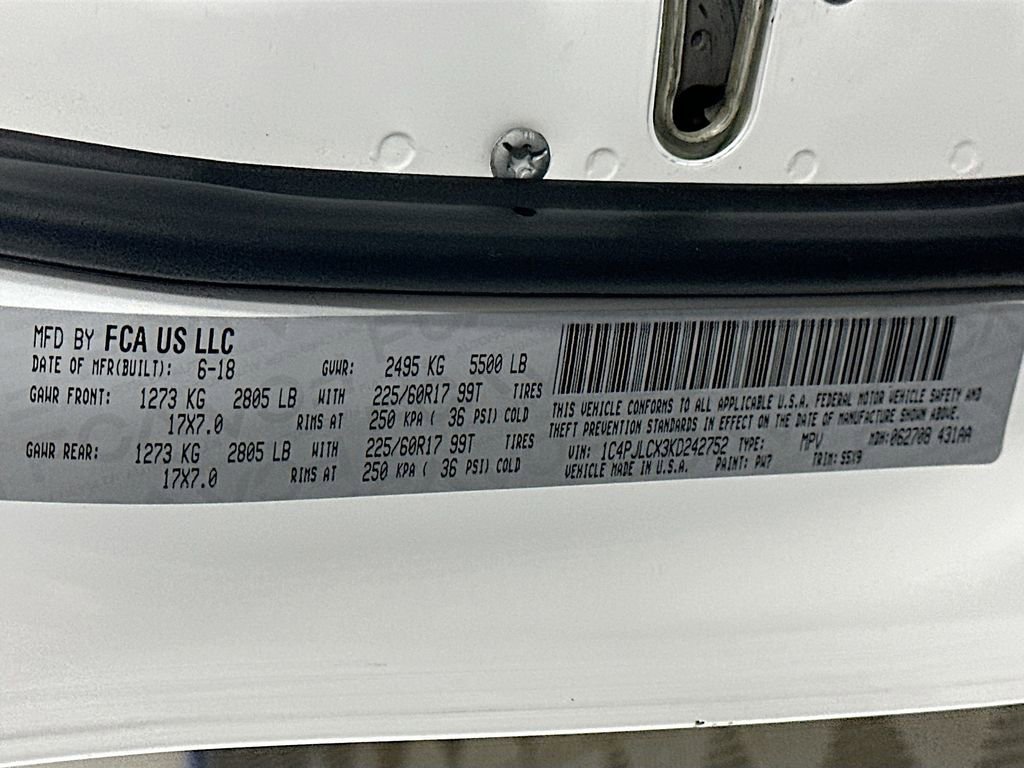 MFD BY FCA US LLC
DATE OF MFR(BUILT): 6-18 GVWR: 2495 KG 5500 LB
GAWR FRONT: 1273 KG 2805 LB WITH 225/60R17 99T TIRES
17X7.0 RIMS AT 250 KPA ( 36 PSI) COLD
GAWR REAR: 1273 KG 2805 LB WITH 225/60R17 99T TIRES
17X7.0 RIMS AT 250 KPA ( 36 PSI) COLD
THIS VEHICLE CONFORMS TO ALL APPLICABLE U.S.A. FEDERAL MOTOR VEHICLE SAFETY AND
THEFT PREVENTION STANDARDS IN EFFECT ON THE DATE OF MANUFACTURE SHOWN ABOVE.
VIN: 1C4PJLCX3KD242752 TYPE: MPV MDH:062708 431AA
VEHICLE MADE IN U.S.A. PAINT: PW7 TRIM: S5X9